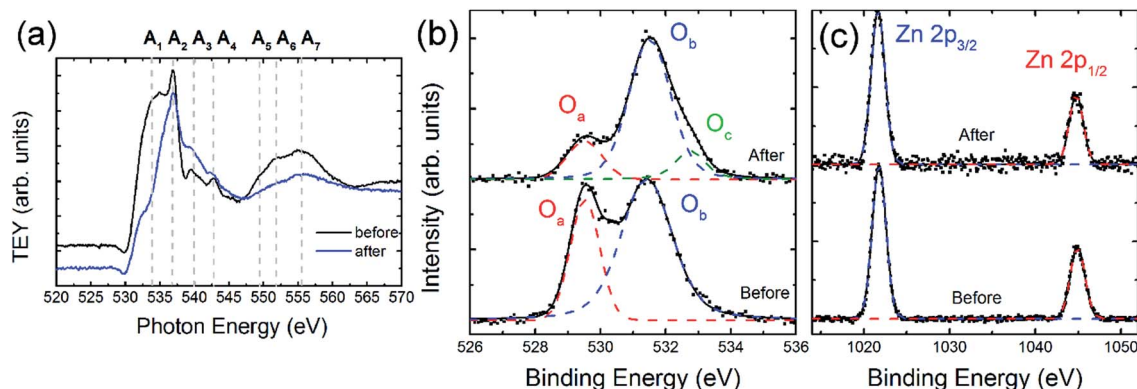 (a)
A1 A2 A3 A4 A5 A6 A7
TEY (arb. units)
before
after
520 525 530 535 540 545 550 555 560 565 570
Photon Energy (eV)
(b)
Intensity (arb. units)
Oa
Ob
Oc
After
Oa
Ob
Before
526 528 530 532 534 536
Binding Energy (eV)
(c)
Zn 2p3/2
Zn 2p1/2
After
Before
1020 1030 1040 1050
Binding Energy (eV)